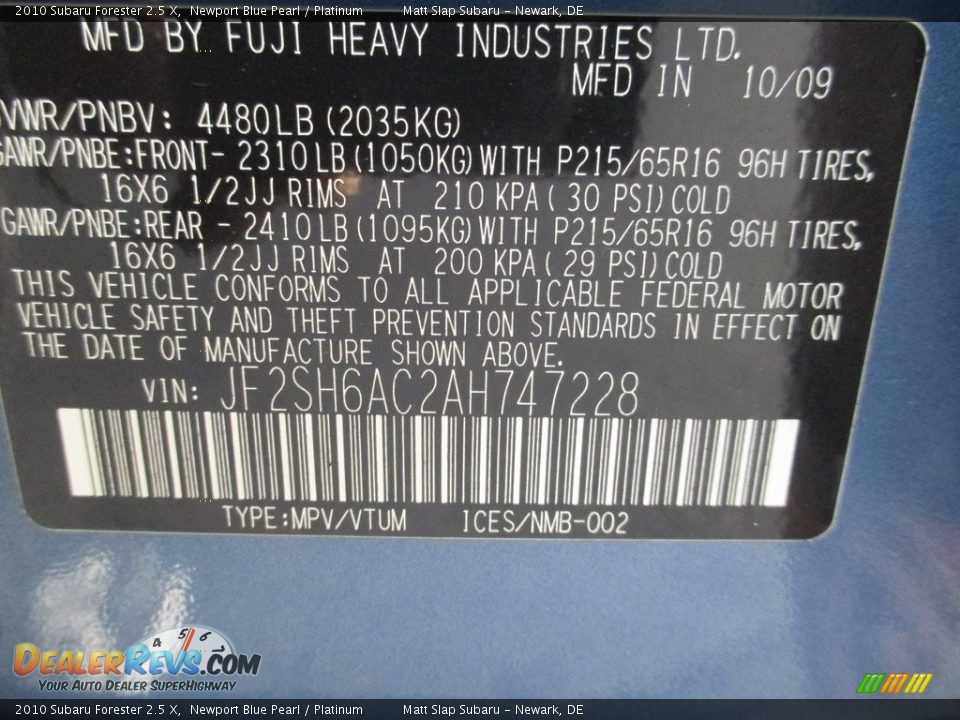 2010 Subaru Forester 2.5 X, Newport Blue Pearl / Platinum Matt Slap Subaru - Newark, DE
MFD BY FUJI HEAVY INDUSTRIES LTD.
MFD IN 10/09
GVWR/PNBV: 4480LB (2035KG)
GAWR/PNBE:FRONT- 2310LB(1050KG)WITH P215/65R16 96H TIRES,
16X6 1/2JJ RIMS AT 210 KPA( 30 PSI)COLD
GAWR/PNBE:REAR - 2410LB(1095KG)WITH P215/65R16 96H TIRES,
16X6 1/2JJ RIMS AT 200 KPA( 29 PSI)COLD
THIS VEHICLE CONFORMS TO ALL APPLICABLE FEDERAL MOTOR
VEHICLE SAFETY AND THEFT PREVENTION STANDARDS IN EFFECT ON
THE DATE OF MANUFACTURE SHOWN ABOVE.
VIN: JF2SH6AC2AH747228
TYPE:MPV/VTUM ICES/NMB-002
4 5 6 7
DealerRevs.com
Your Auto Dealer SuperHighway
2010 Subaru Forester 2.5 X, Newport Blue Pearl / Platinum Matt Slap Subaru - Newark, DE